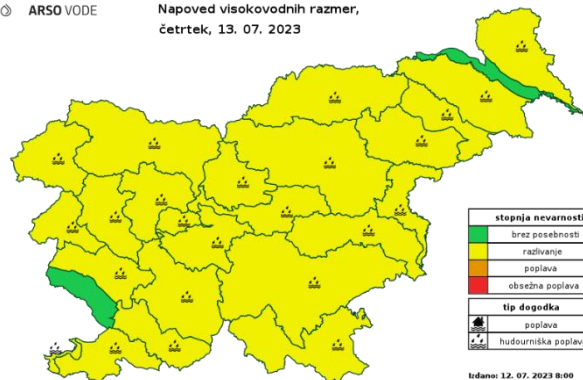 ARSO VODE
Napoved visokovodnih razmer,
četrtek, 13. 07. 2023
stopnja nevarnosti
brez posebnosti
razlivanje
poplava
obsežna poplava
tip dogodka
poplava
hudourniška poplava
Izdano: 12. 07. 2023 8:00